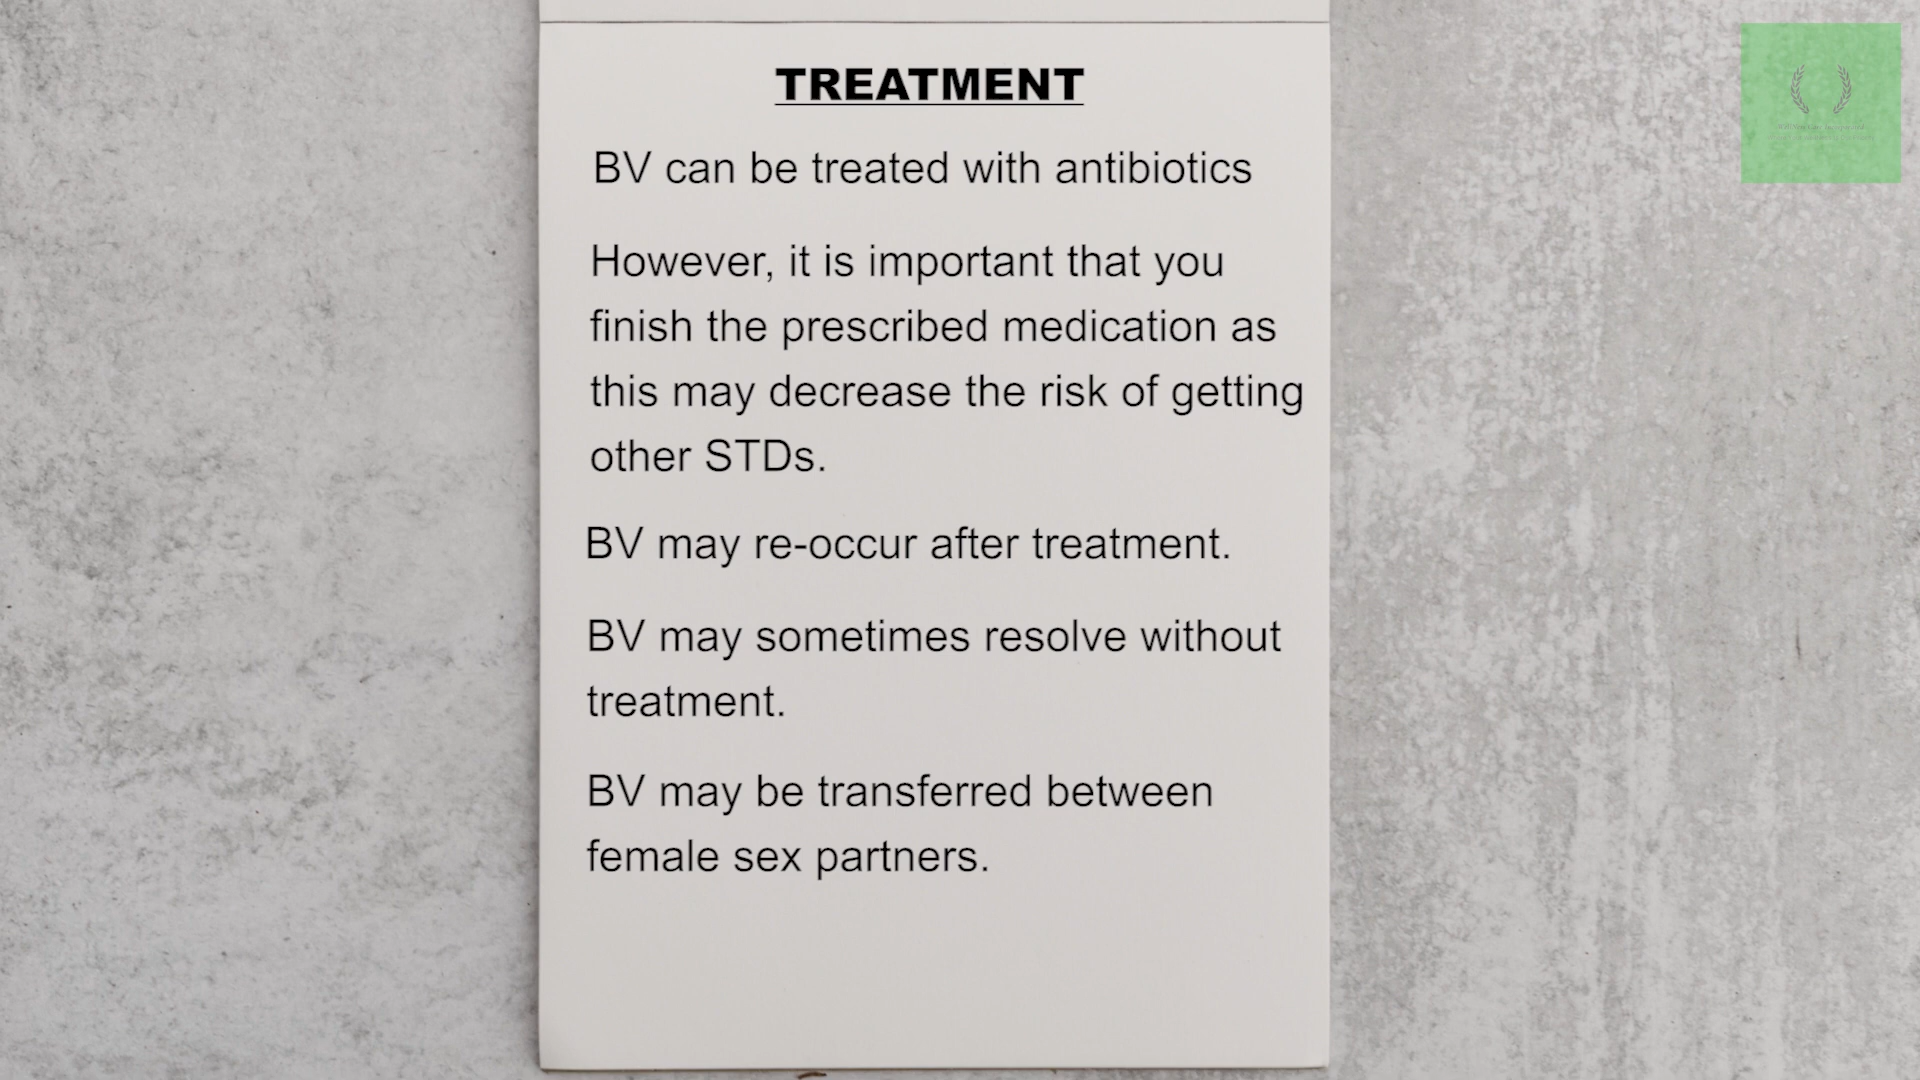 TREATMENT
BV can be treated with antibiotics
However, it is important that you
finish the prescribed medication as
this may decrease the risk of getting
other STDs.
BV may re-occur after treatment.
BV may sometimes resolve without
treatment.
BV may be transferred between
female sex partners.